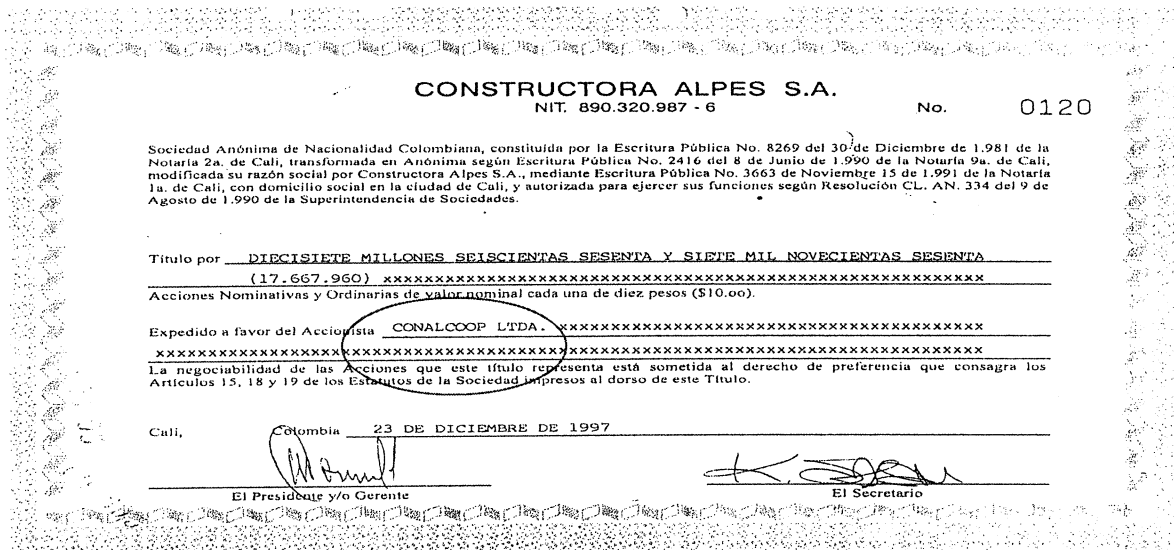 CONSTRUCTORA ALPES S.A.
NIT. 890.320.987 - 6
No. 0120
Sociedad Anónima de Nacionalidad Colombiana, constituída por la Escritura Pública No. 8269 del 30 de Diciembre de 1.981 de la
Notaría 2a. de Cali, transformada en Anónima según Escritura Pública No. 2416 del 8 de Junio de 1.990 de la Notaría 9a. de Cali,
modificada su razón social por Constructora Alpes S.A., mediante Escritura Pública No. 3663 de Noviembre 15 de 1.991 de la Notaría
1a. de Cali, con domicilio social en la ciudad de Cali, y autorizada para ejercer sus funciones según Resolución CL. AN. 334 del 9 de
Agosto de 1.990 de la Superintendencia de Sociedades.
Título por DIECISIETE MILLONES SEISCIENTAS SESENTA Y SIETE MIL NOVECIENTAS SESENTA
(17.667.960) xxxxxxxxxxxxxxxxxxxxxxxxxxxxxxxxxxxxxxxxxxxxxxxxxxxxxxxxxx
Acciones Nominativas y Ordinarias de valor nominal cada una de diez pesos ($10.oo).
Expedido a favor del Accionista CONALCOOP LTDA. xxxxxxxxxxxxxxxxxxxxxxxxxxxxxxxxxxxxxxxxx
xxxxxxxxxxxxxxxxxxxxxxxxxxxxxxxxxxxxxxxxxxxxxxxxxxxxxxxxxxxxxxxxxxxxxxxxxxxxxxxx
La negociabilidad de las Acciones que este título representa está sometida al derecho de preferencia que consagra los
Artículos 15, 18 y 19 de los Estatutos de la Sociedad impresos al dorso de este Título.
Cali, Colombia 23 DE DICIEMBRE DE 1997
El Presidente y/o Gerente
El Secretario